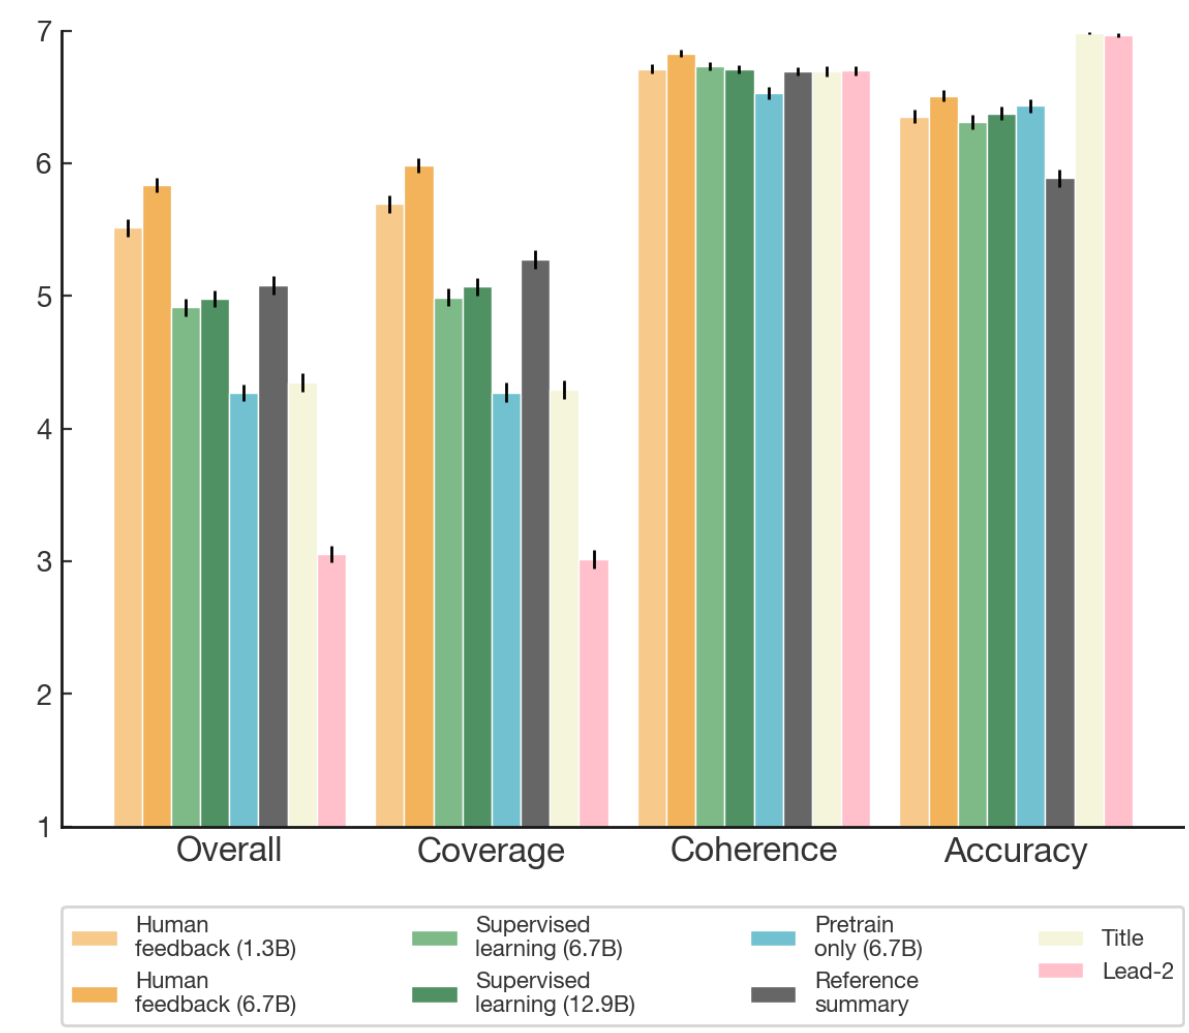 7
6
5
4
3
2
1
Overall
Coverage
Coherence
Accuracy
Human
feedback (1.3B)
Human
feedback (6.7B)
Supervised
learning (6.7B)
Supervised
learning (12.9B)
Pretrain
only (6.7B)
Reference
summary
Title
Lead-2